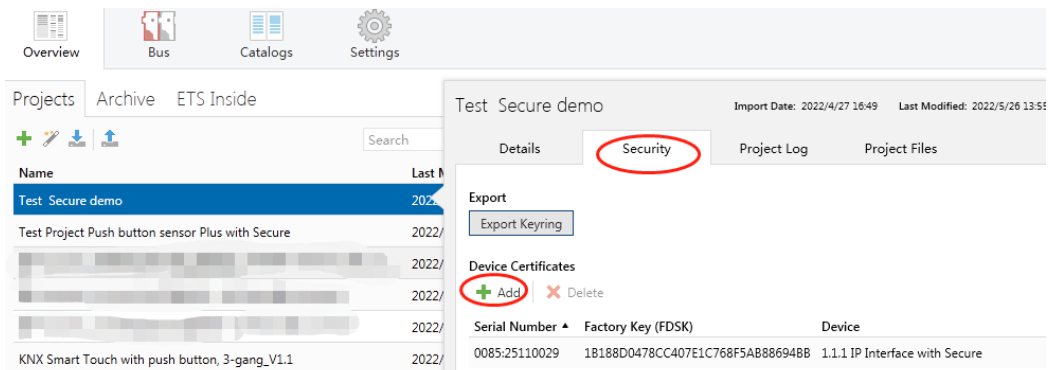 Overview Bus Catalogs Settings
Projects Archive ETS Inside
Search
Name Last M
Test Secure demo 202
Test Project Push button sensor Plus with Secure 2022/
2022/
2022/
2022/
KNX Smart Touch with push button, 3-gang_V1.1 2022/
Test Secure demo Import Date: 2022/4/27 16:49 Last Modified: 2022/5/26 13:55
Details Security Project Log Project Files
Export
Export Keyring
Device Certificates
Add Delete
Serial Number Factory Key (FDSK) Device
0085:25110029 1B188D0478CC407E1C768F5AB88694BB 1.1.1 IP Interface with Secure